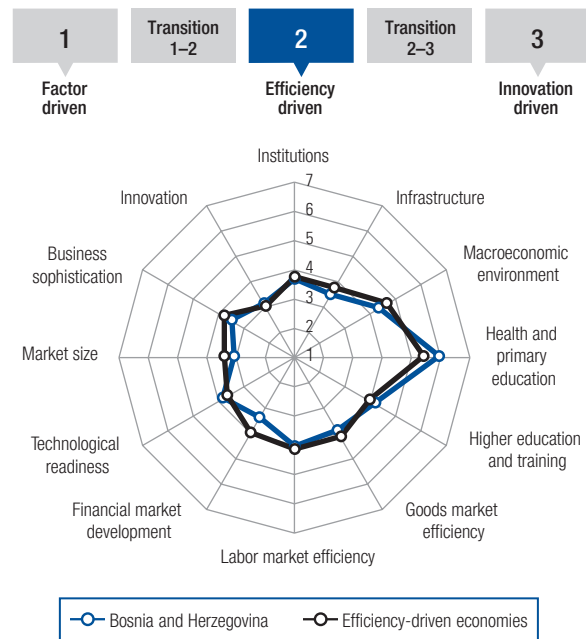 1
Transition
1–2
2
Transition
2–3
3
Factor
driven
Efficiency
driven
Innovation
driven
Institutions
Infrastructure
Macroeconomic
environment
Health and
primary
education
Higher education
and training
Goods market
efficiency
Labor market efficiency
Financial market
development
Technological
readiness
Market size
Business
sophistication
Innovation
7
6
5
4
3
2
1
Bosnia and Herzegovina
Efficiency-driven economies